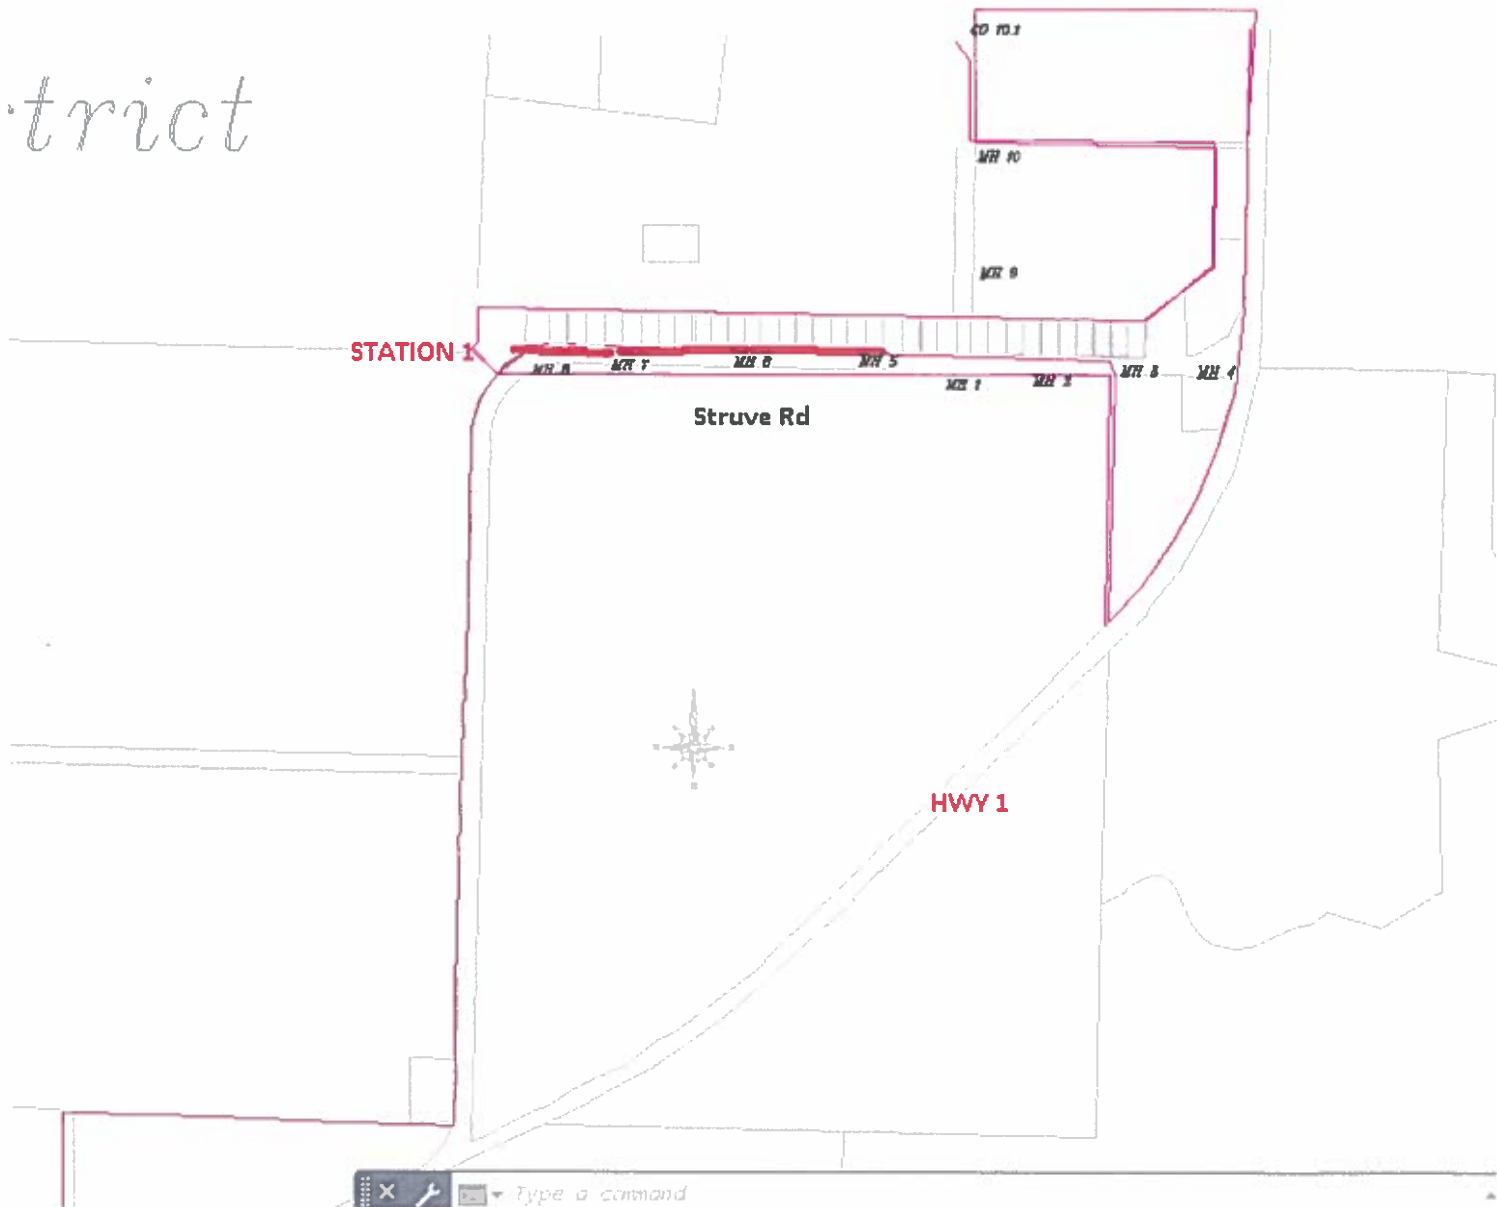 CO 10.1
trict
MH 10
MH 9
STATION 1
MH 8
MH 7
MH 6
MH 5
MH 1
MH 2
MH 3
MH 4
Struve Rd
HWY 1
Type a command